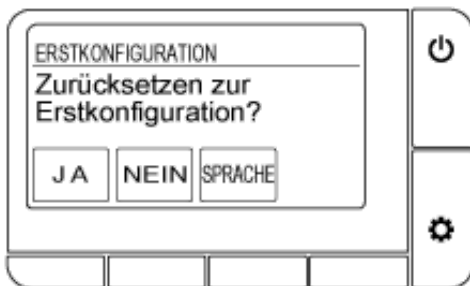 ERSTKONFIGURATION
Zurücksetzen zur
Erstkonfiguration?
JA NEIN SPRACHE